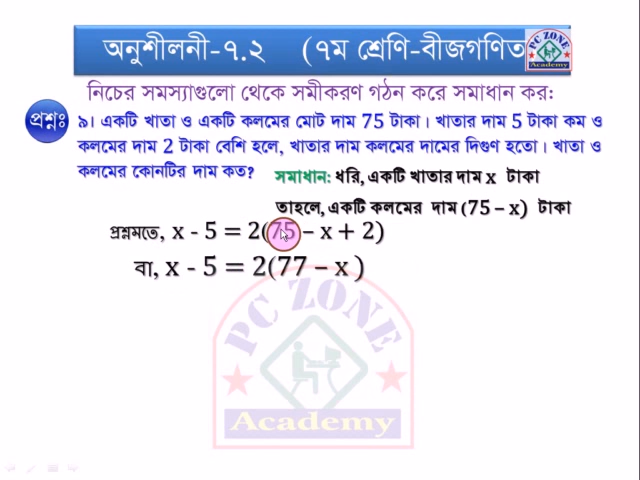 অনুশীলনী-৭.২ (৭ম শ্রেণি-বীজগণিত
PC ZONE
Academy
নিচের সমস্যাগুলো থেকে সমীকরণ গঠন করে সমাধান কর:
প্রশ্নঃ
৯। একটি খাতা ও একটি কলমের মোট দাম 75 টাকা। খাতার দাম 5 টাকা কম ও
কলমের দাম 2 টাকা বেশি হলে, খাতার দাম কলমের দামের দিগুণ হতো। খাতা ও
কলমের কোনটির দাম কত?
সমাধান: ধরি, একটি খাতার দাম x টাকা
তাহলে, একটি কলমের দাম (75 – x) টাকা
প্রশ্নমতে, x - 5 = 2(75 – x + 2)
বা, x - 5 = 2(77 – x )
PC ZONE
Academy